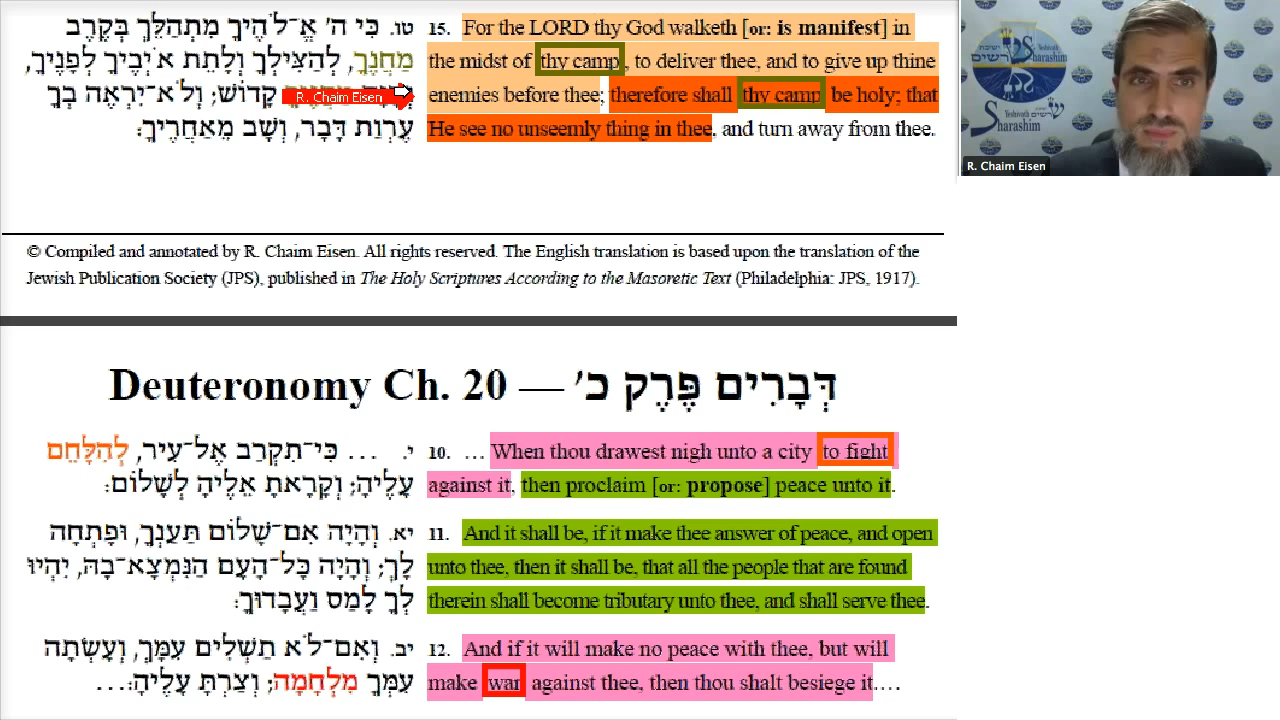 טו. כִּי ה' אֱ־לֹהֶיךָ מִתְהַלֵּךְ בְּקֶרֶב
מַחֲנֶךָ, לְהַצִּילְךָ וְלָתֵת אֹיְבֶיךָ לְפָנֶיךָ,
קָדוֹשׁ; וְלֹא־יִרְאֶה בְךָ
עֶרְוַת דָּבָר, וְשָׁב מֵאַחֲרֶיךָ:
R. Chaim Eisen
15. For the LORD thy God walketh [or: is manifest] in
the midst of thy camp, to deliver thee, and to give up thine
enemies before thee; therefore shall thy camp be holy; that
He see no unseemly thing in thee, and turn away from thee.
© Compiled and annotated by R. Chaim Eisen. All rights reserved. The English translation is based upon the translation of the
Jewish Publication Society (JPS), published in The Holy Scriptures According to the Masoretic Text (Philadelphia: JPS, 1917).
Deuteronomy Ch. 20 — דְּבָרִים פֶּרֶק כ'
י. ... כִּי־תִקְרַב אֶל־עִיר, לְהִלָּחֵם
עָלֶיהָ; וְקָרָאתָ אֵלֶיהָ לְשָׁלוֹם:
10. ... When thou drawest nigh unto a city to fight
against it, then proclaim [or: propose] peace unto it.
יא. וְהָיָה אִם־שָׁלוֹם תַּעַנְךָ, וּפָתְחָה
לָךְ; וְהָיָה כָּל־הָעָם הַנִּמְצָא־בָהּ, יִהְיוּ
לְךָ לָמַס וַעֲבָדוּךָ:
11. And it shall be, if it make thee answer of peace, and open
unto thee, then it shall be, that all the people that are found
therein shall become tributary unto thee, and shall serve thee.
יב. וְאִם־לֹא תַשְׁלִים עִמָּךְ, וְעָשְׂתָה
עִמְּךָ מִלְחָמָה; וְצַרְתָּ עָלֶיהָ:...
12. And if it will make no peace with thee, but will
make war against thee, then thou shalt besiege it....
Yeshivath
Sharashim
Yeshivath
Sharashim
R. Chaim Eisen